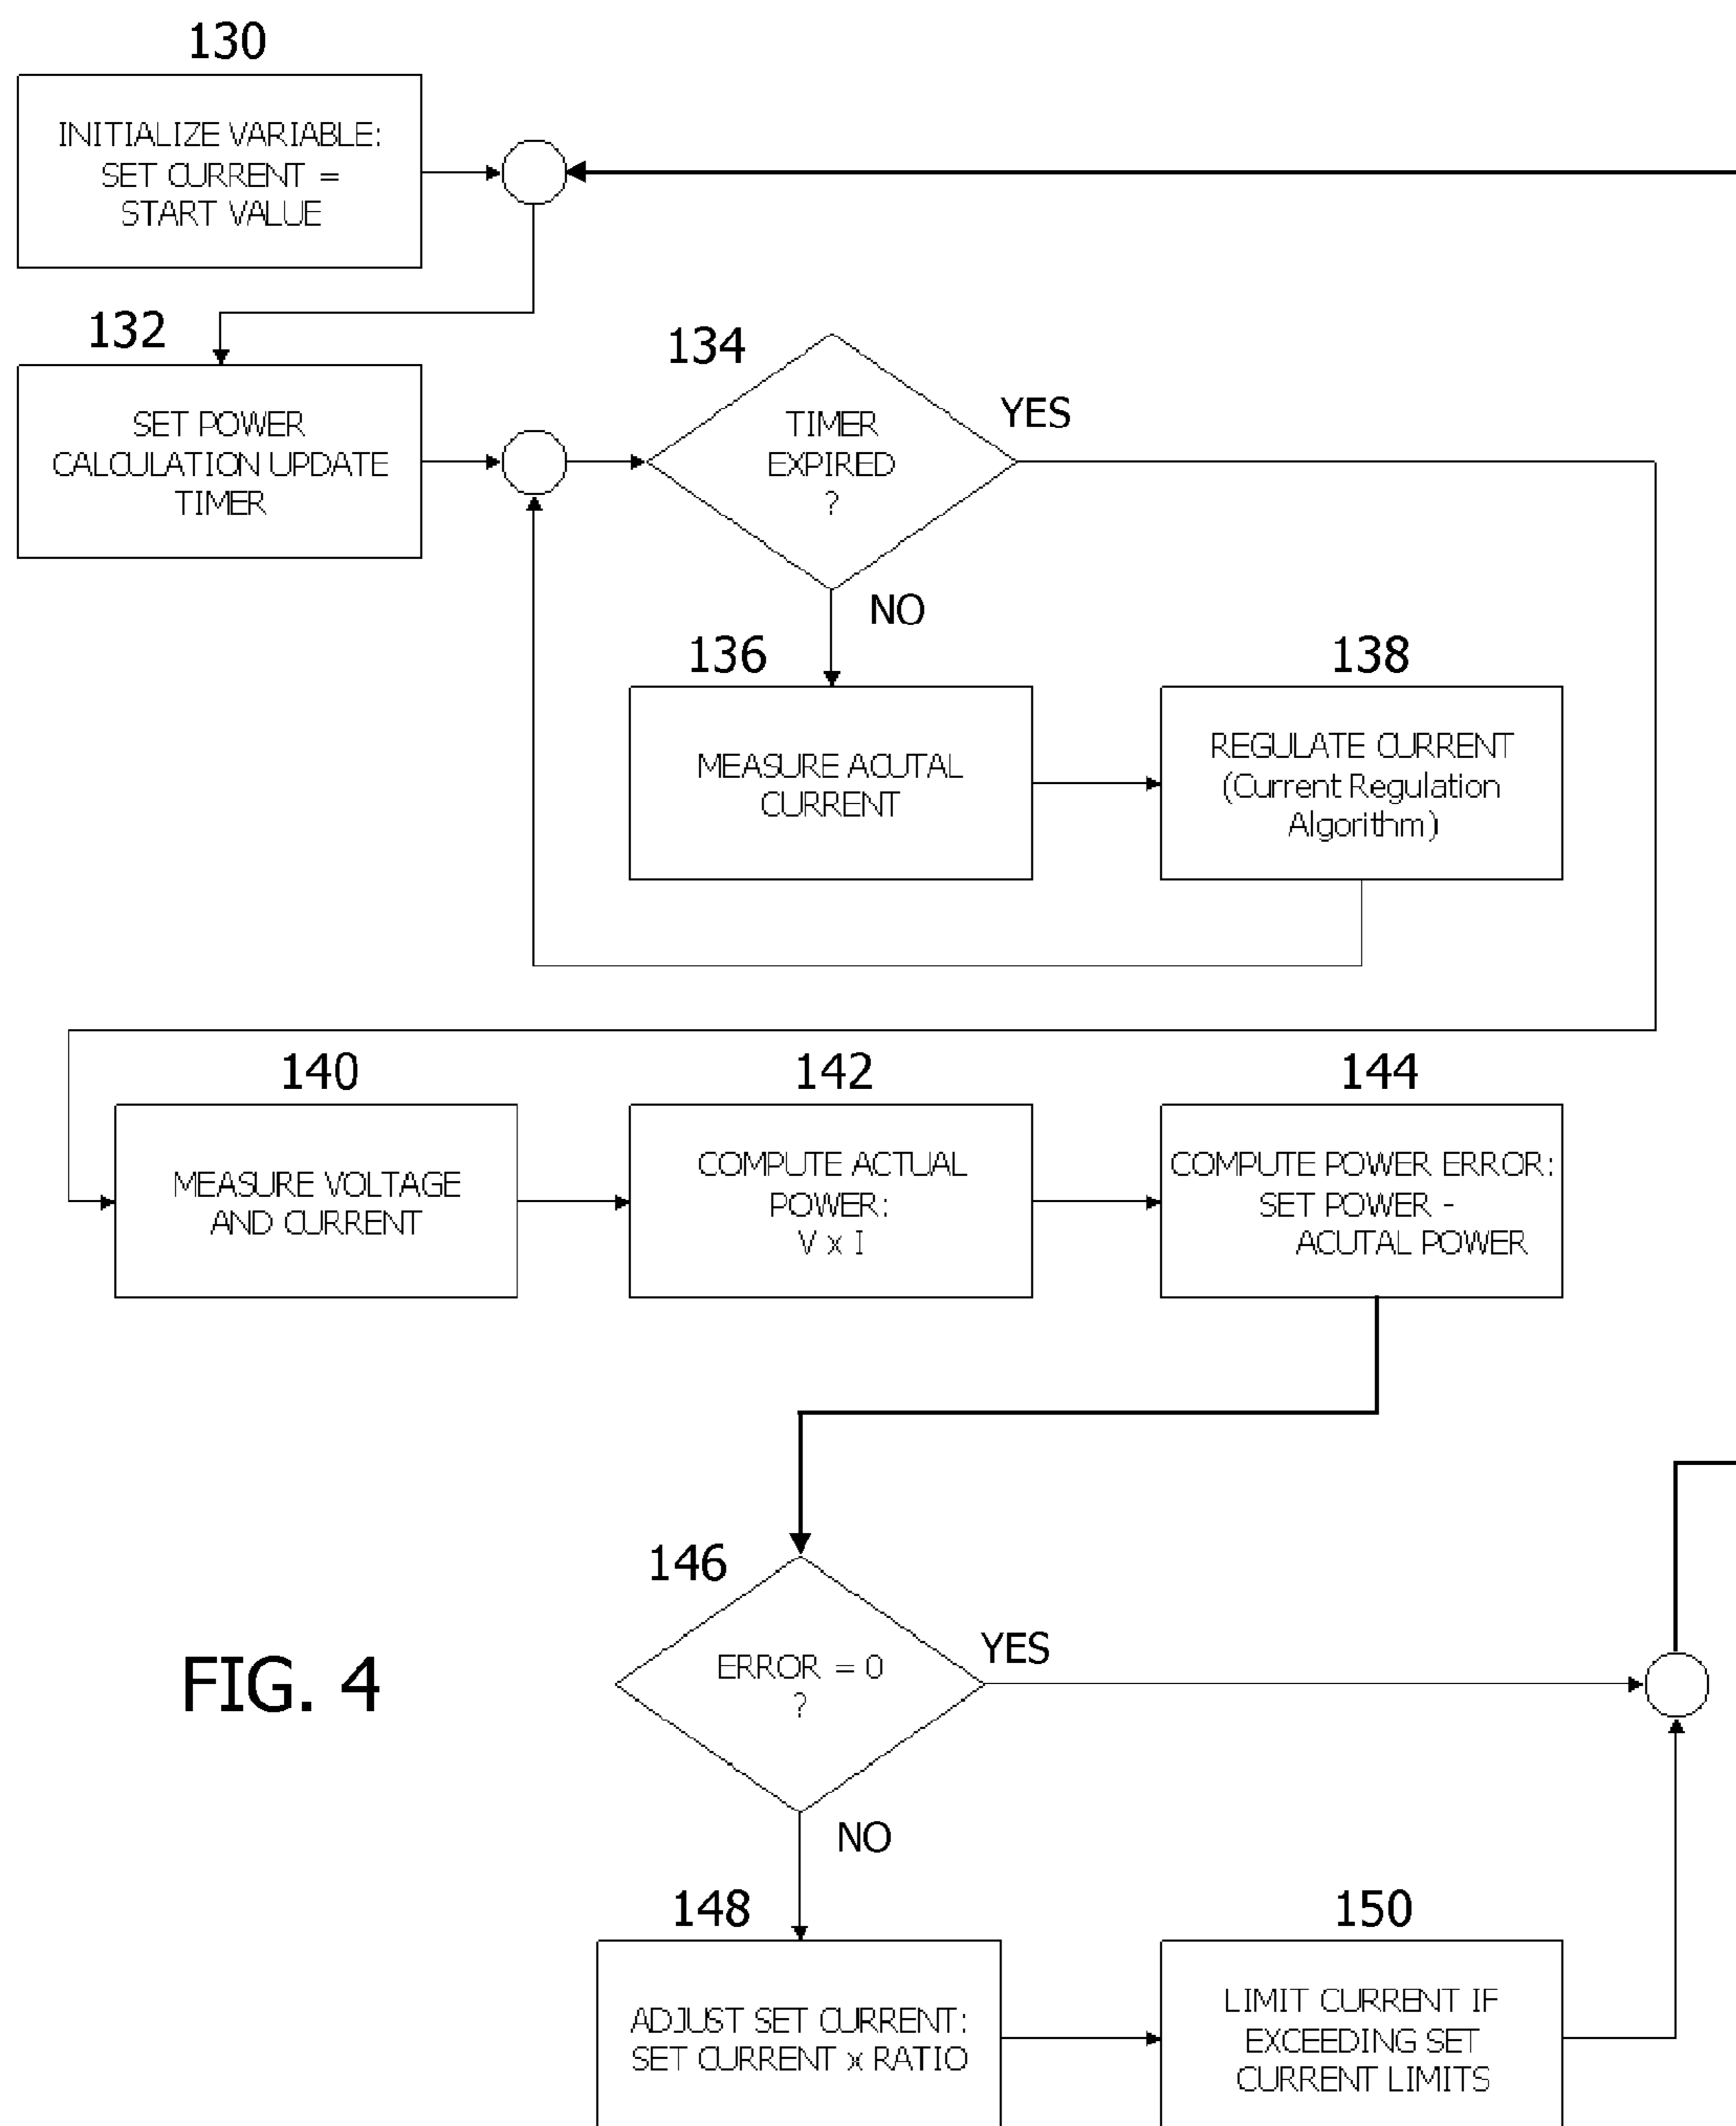 130
INITIALIZE VARIABLE:
SET CURRENT =
START VALUE
132
SET POWER
CALCULATION UPDATE
TIMER
134
TIMER
EXPIRED
?
YES
NO
136
MEASURE ACUTAL
CURRENT
138
REGULATE CURRENT
(Current Regulation
Algorithm)
140
MEASURE VOLTAGE
AND CURRENT
142
COMPUTE ACTUAL
POWER:
V x I
144
COMPUTE POWER ERROR:
SET POWER -
ACUTAL POWER
146
ERROR = 0
?
YES
NO
FIG. 4
148
ADJUST SET CURRENT:
SET CURRENT x RATIO
150
LIMIT CURRENT IF
EXCEEDING SET
CURRENT LIMITS